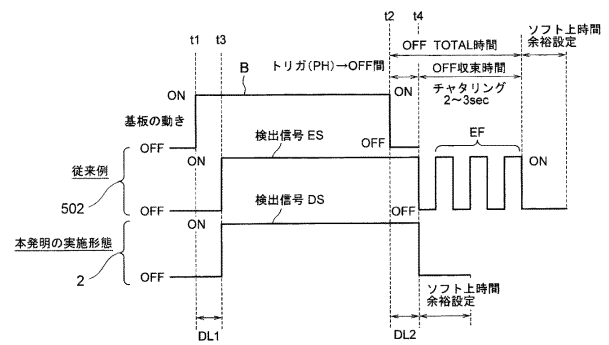 t1
t3
t2
t4
ソフト上時間
余裕設定
OFF TOTAL時間
トリガ(PH)→OFF間
OFF収束時間
B
ON
ON
チャタリング
2~3sec
基板の動き
OFF
OFF
EF
ON
検出信号 ES
ON
従来例
502
OFF
OFF
検出信号 DS
ON
本発明の実施形態
2
OFF
ソフト上時間
余裕設定
DL1
DL2